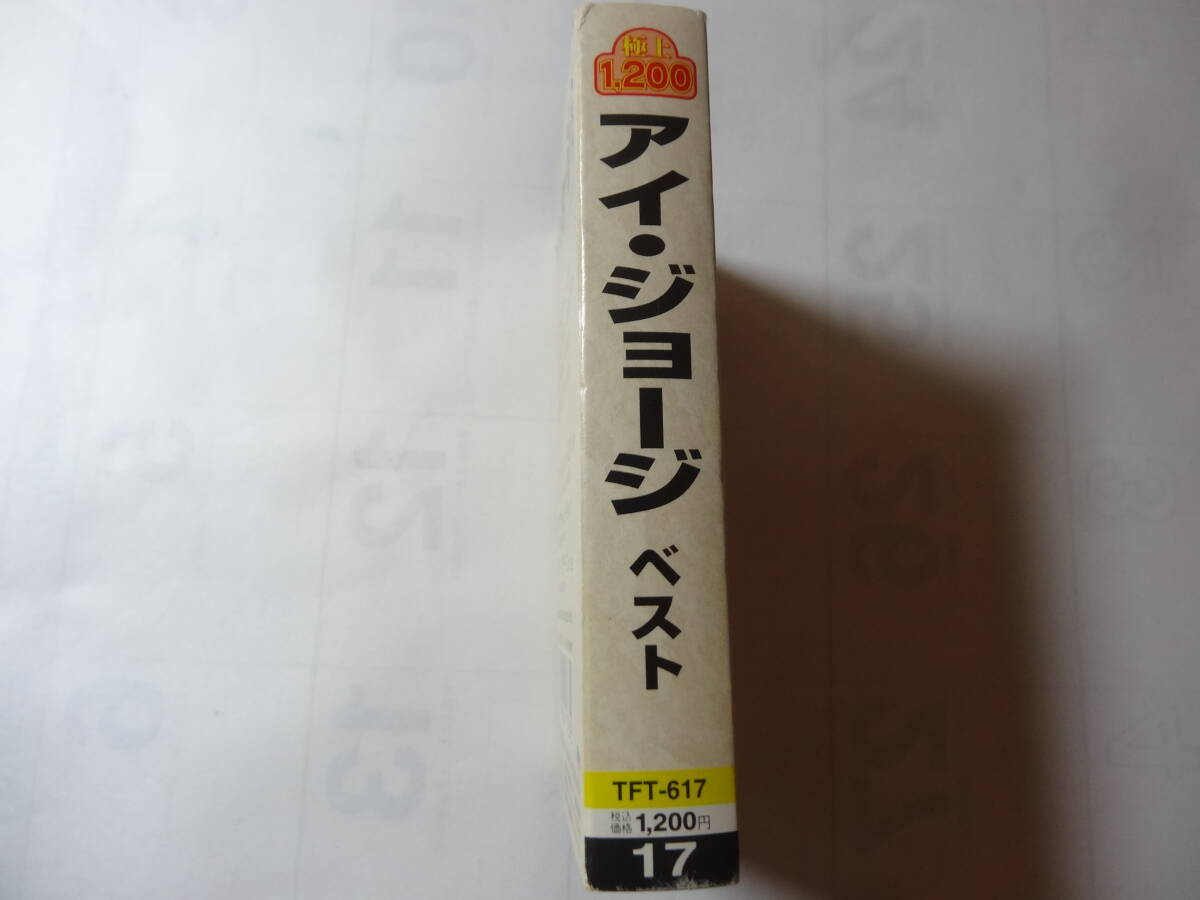 極上
1,200
アイ・ジョージ ベスト
TFT-617
税込
価格 1,200円
17